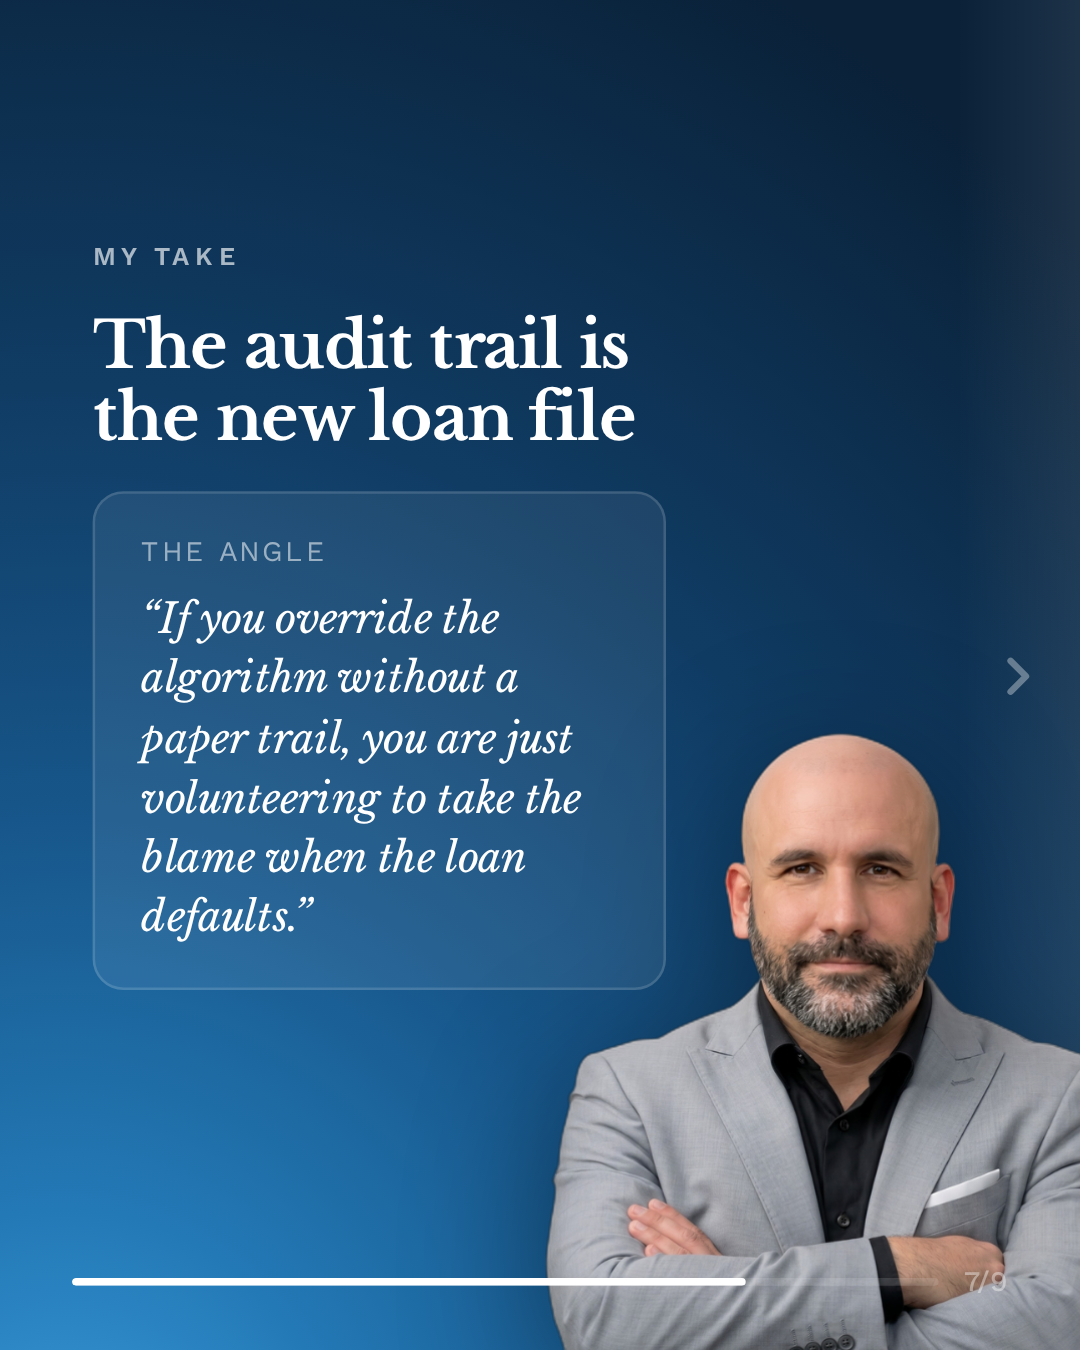 MY TAKE
The audit trail is
the new loan file
THE ANGLE
“If you override the
algorithm without a
paper trail, you are just
volunteering to take the
blame when the loan
defaults.”
7/9